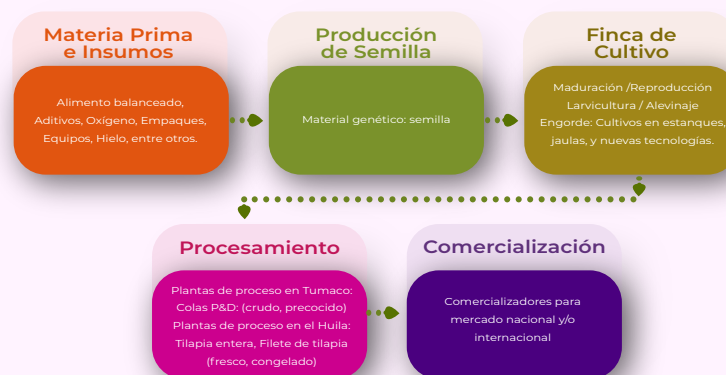 Materia Prima
e Insumos
Alimento balanceado,
Aditivos, Oxígeno, Empaques,
Equipos, Hielo, entre otros.
Producción
de Semilla
Material genético: semilla
Finca de
Cultivo
Maduración /Reproducción
Larvicultura / Alevinaje
Engorde: Cultivos en estanques,
jaulas, y nuevas tecnologías.
Procesamiento
Plantas de proceso en Tumaco:
Colas P&D: (crudo, precocido)
Plantas de proceso en el Huila:
Tilapia entera, Filete de tilapia
(fresco, congelado)
Comercialización
Comercializadores para
mercado nacional y/o
internacional